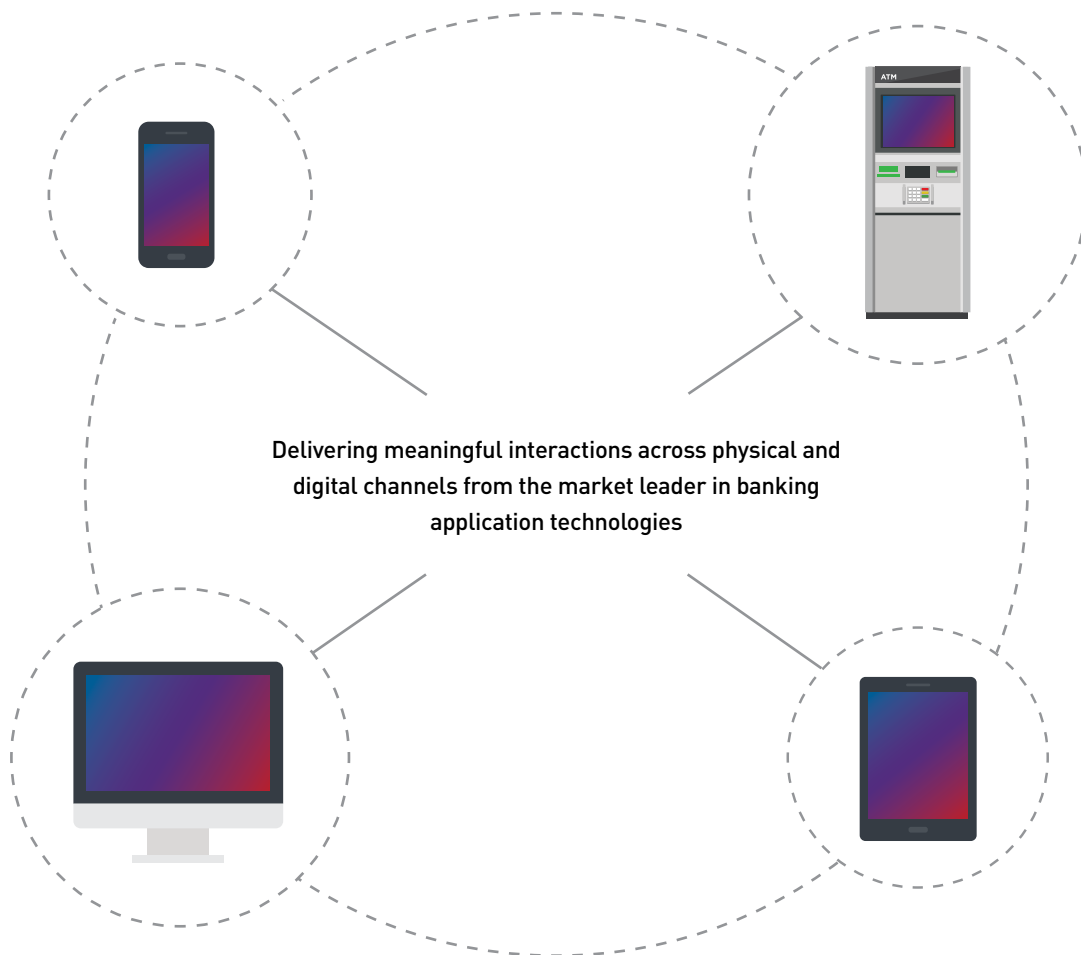 ATM
Delivering meaningful interactions across physical and
digital channels from the market leader in banking
application technologies